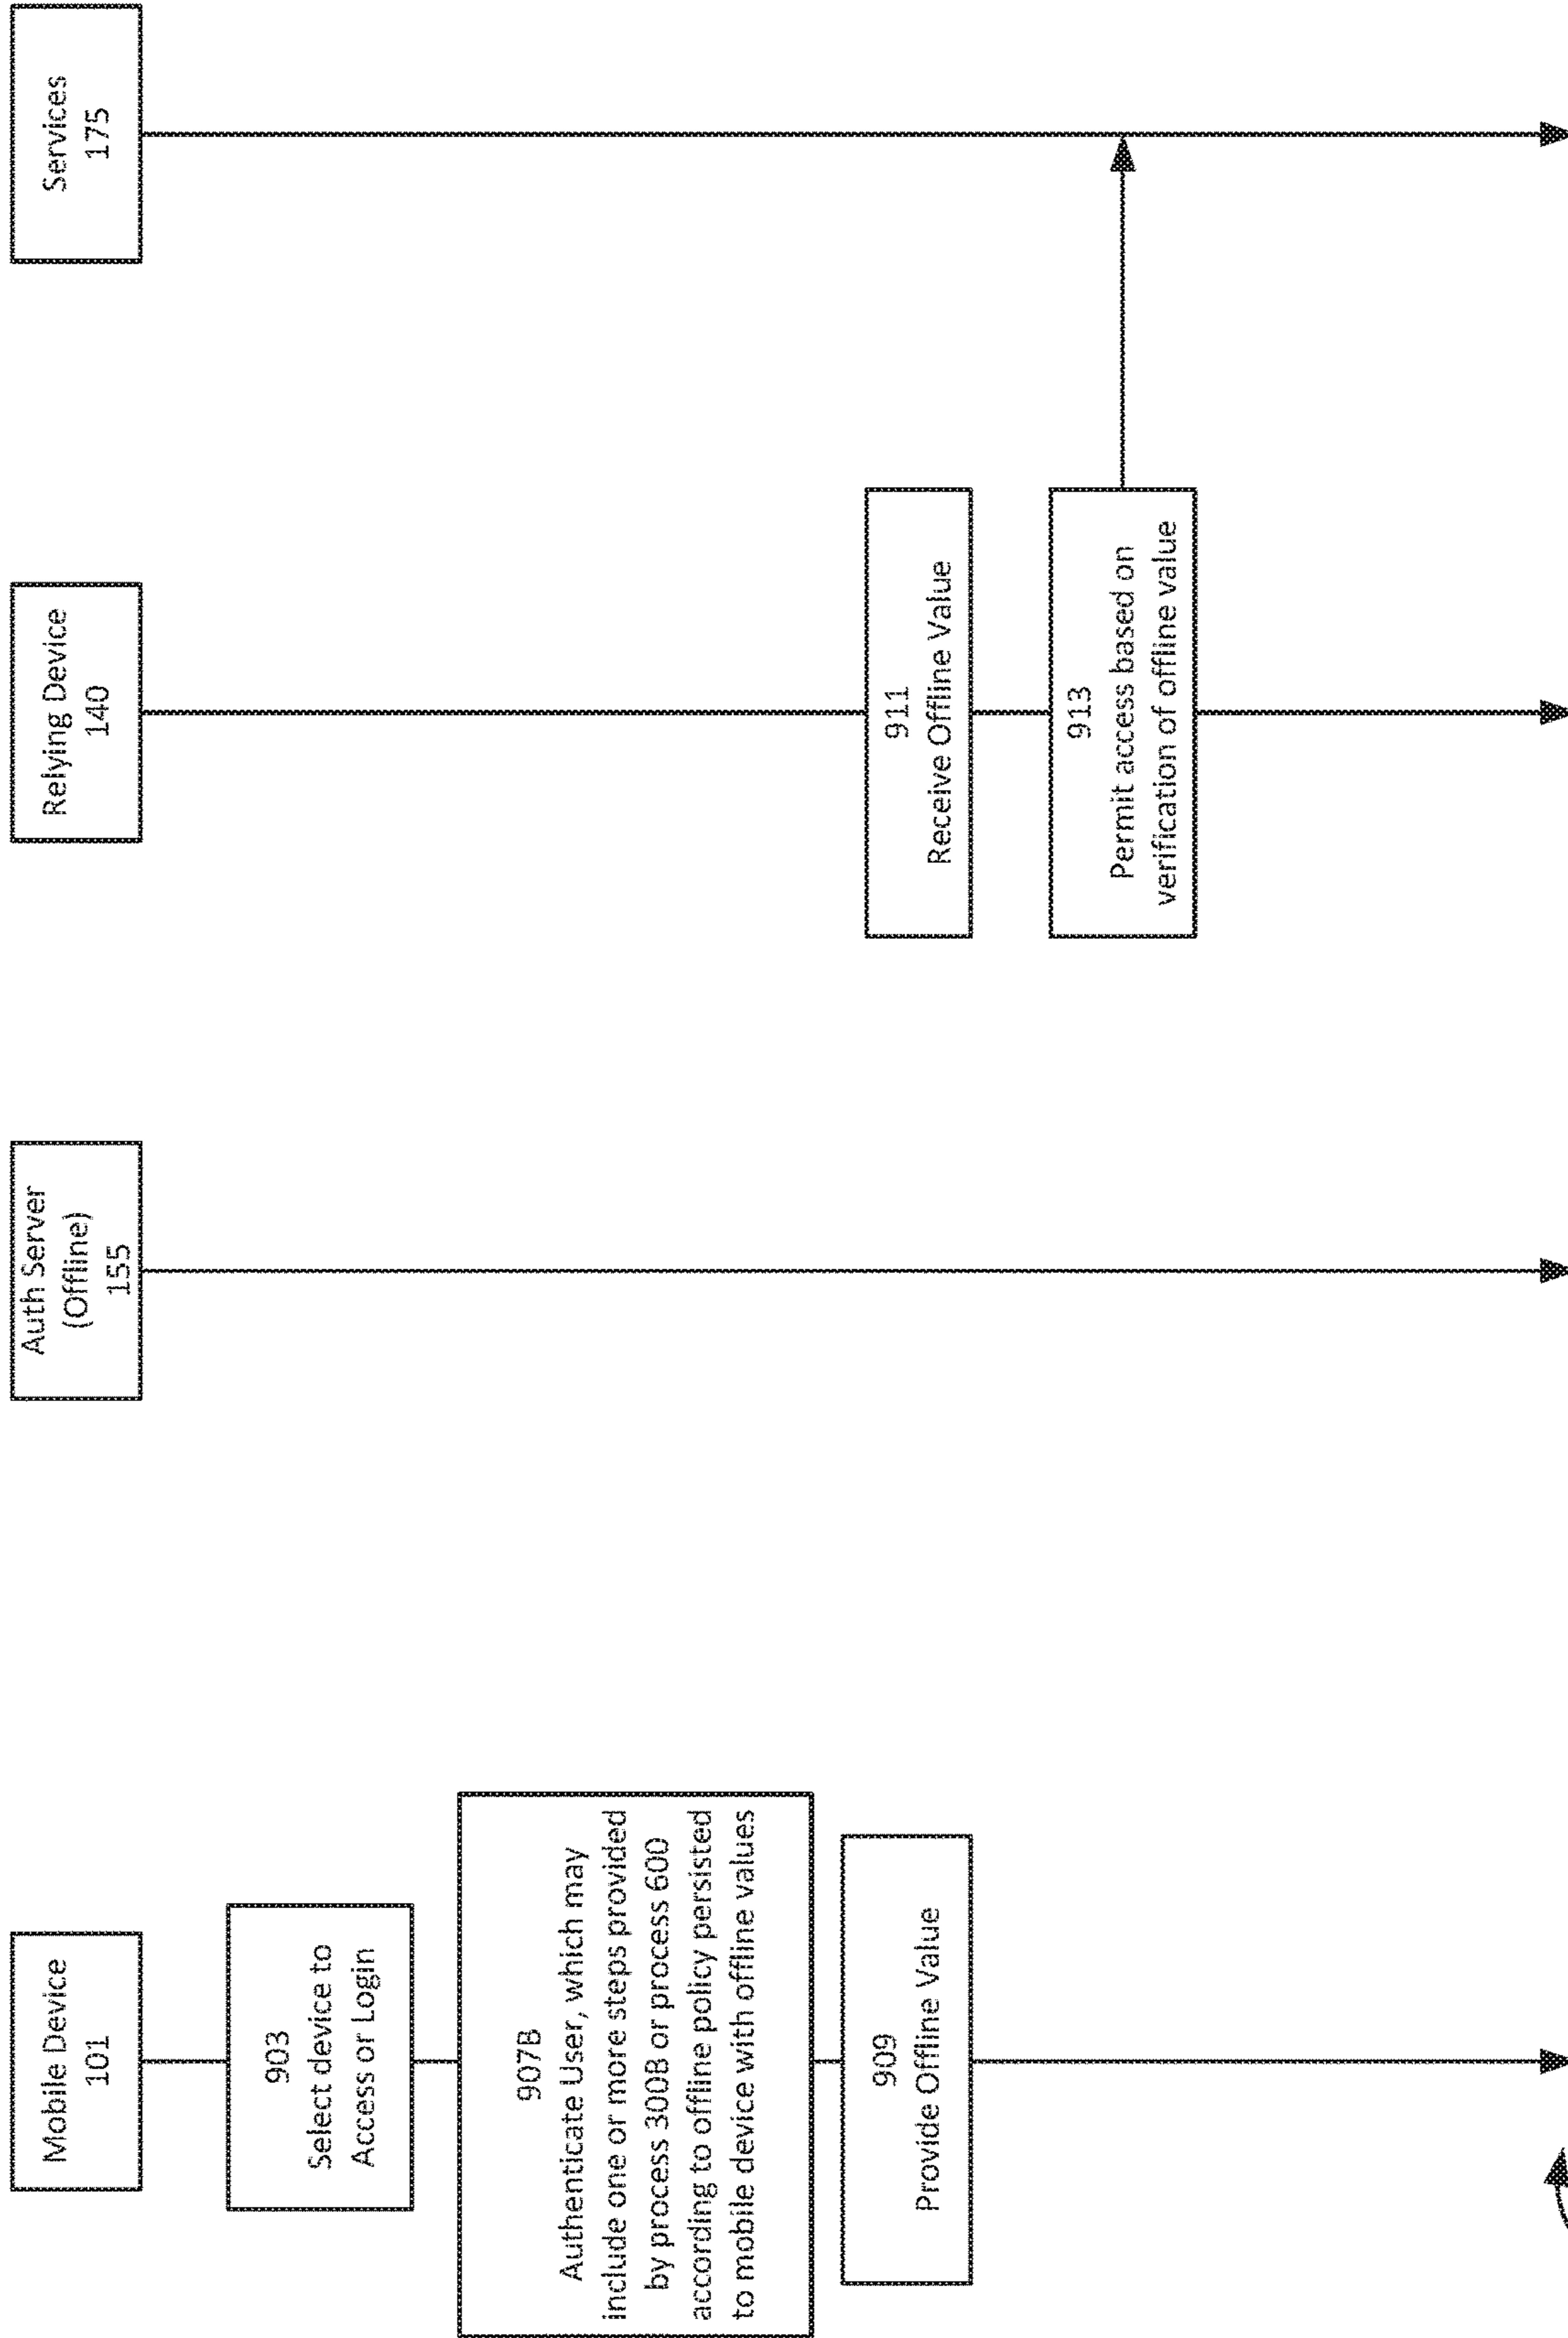 Mobile Device
101
Auth Server
(Offline)
155
Relying Device
140
Services
175
903
Select device to
Access or Login
907B
Authenticate User, which may
include one or more steps provided
by process 300B or process 600
according to offline policy persisted
to mobile device with offline values
909
Provide Offline Value
911
Receive Offline Value
913
Permit access based on
verification of offline value